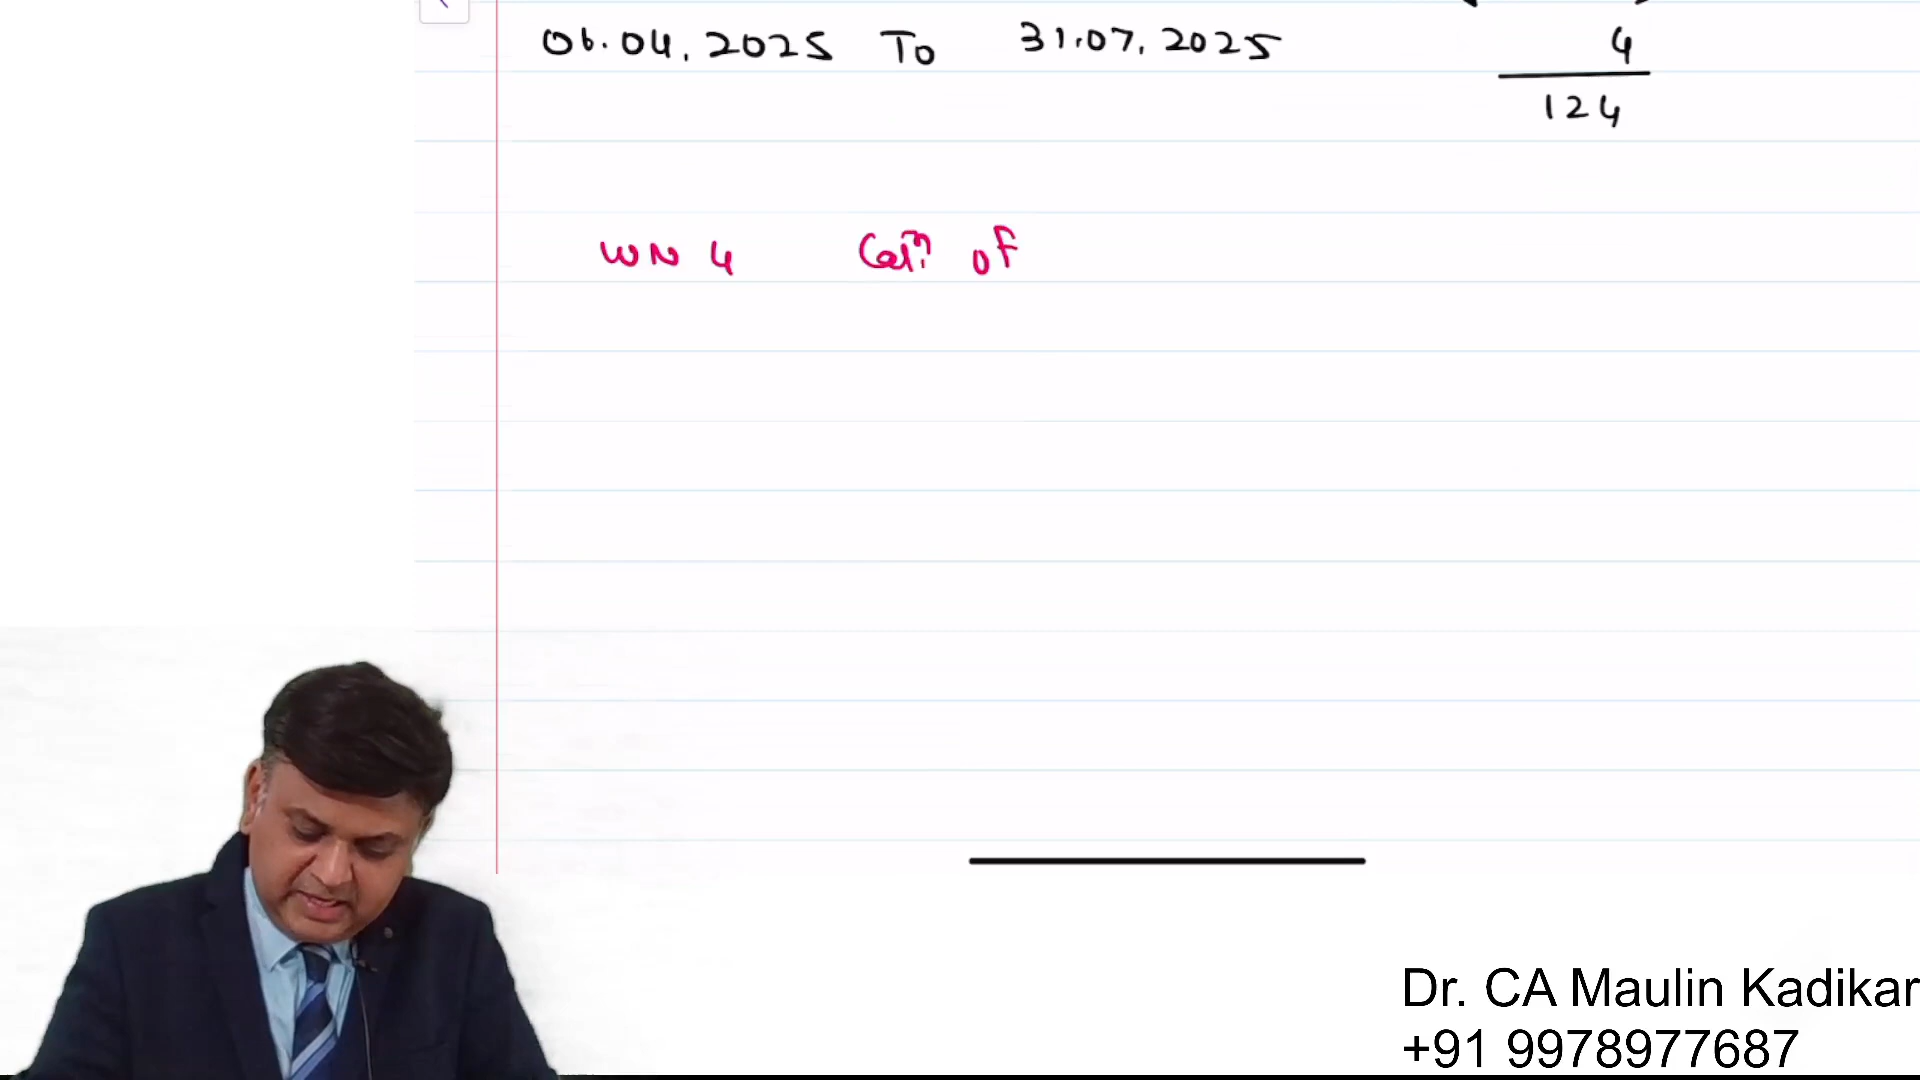 06.04.2025 To 31.07.2025 4
124
WN 4 Caln of
Dr. CA Maulin Kadikar
+91 9978977687